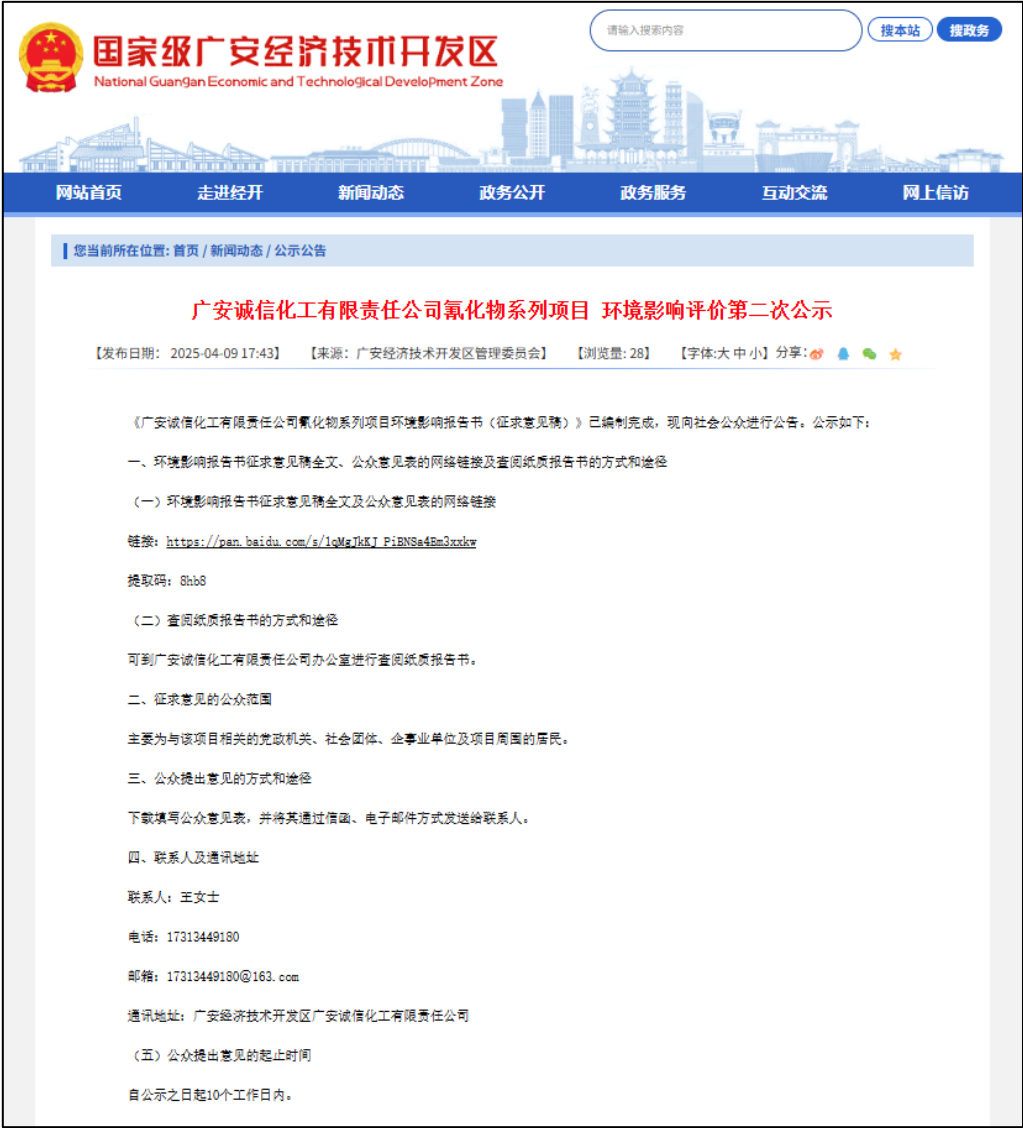 国家级广安经济技术开发区
National Guangan Economic and Technological Development Zone
请输入搜索内容
搜本站
搜政务
网站首页 走进经开 新闻动态 政务公开 政务服务 互动交流 网上信访
您当前所在位置: 首页 / 新闻动态 / 公示公告
广安诚信化工有限责任公司氰化物系列项目 环境影响评价第二次公示
【发布日期: 2025-04-09 17:43】 【来源: 广安经济技术开发区管理委员会】 【浏览量: 28】 【字体:大 中 小】 分享:
《广安诚信化工有限责任公司氰化物系列项目环境影响报告书（征求意见稿）》已编制完成，现向社会公众进行公告。公示如下：
一、环境影响报告书征求意见稿全文、公众意见表的网络链接及查阅纸质报告书的方式和途径
（一）环境影响报告书征求意见稿全文及公众意见表的网络链接
链接：https://pan.baidu.com/s/1qMgJkKJ_PiBNSa4Em3xxkw
提取码：8hb8
（二）查阅纸质报告书的方式和途径
可到广安诚信化工有限责任公司办公室进行查阅纸质报告书。
二、征求意见的公众范围
主要为与该项目相关的党政机关、社会团体、企事业单位及项目周围的居民。
三、公众提出意见的方式和途径
下载填写公众意见表，并将其通过信函、电子邮件方式发送给联系人。
四、联系人及通讯地址
联系人：王女士
电话：17313449180
邮箱：17313449180@163.com
通讯地址：广安经济技术开发区广安诚信化工有限责任公司
（五）公众提出意见的起止时间
自公示之日起10个工作日内。